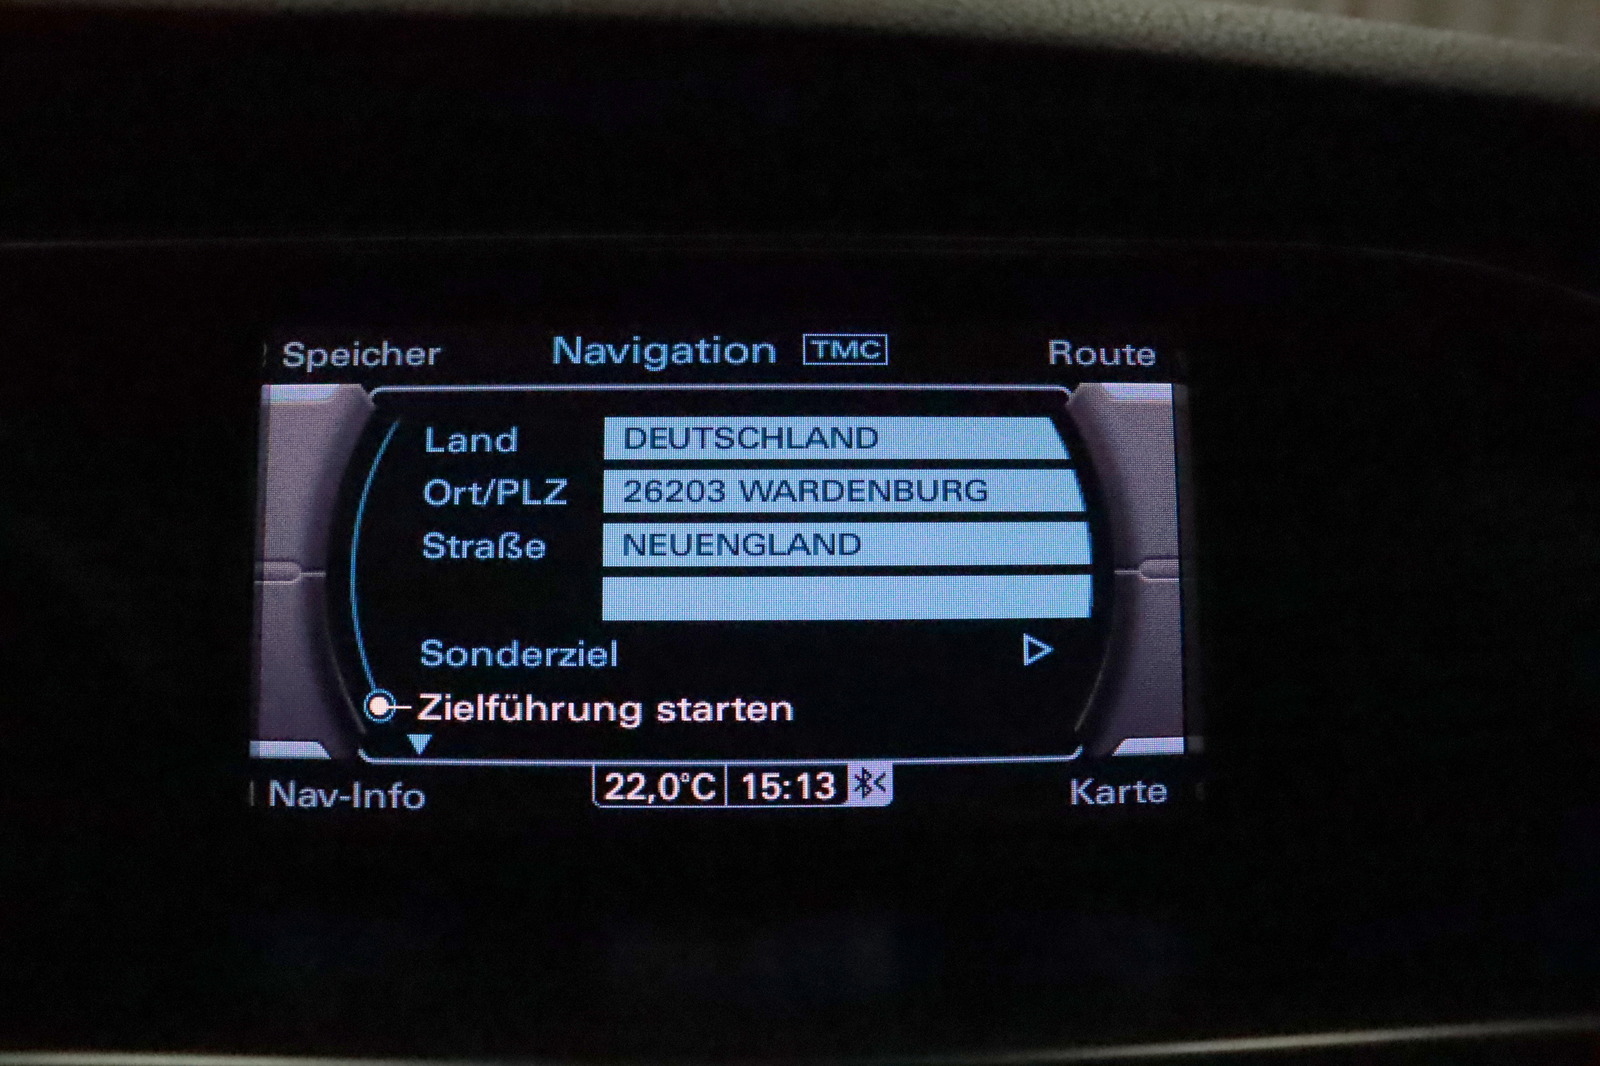 Speicher Navigation TMC Route
Land DEUTSCHLAND
Ort/PLZ 26203 WARDENBURG
Straße NEUENGLAND
Sonderziel
Zielführung starten
Nav-Info 22,0°C 15:13 Karte